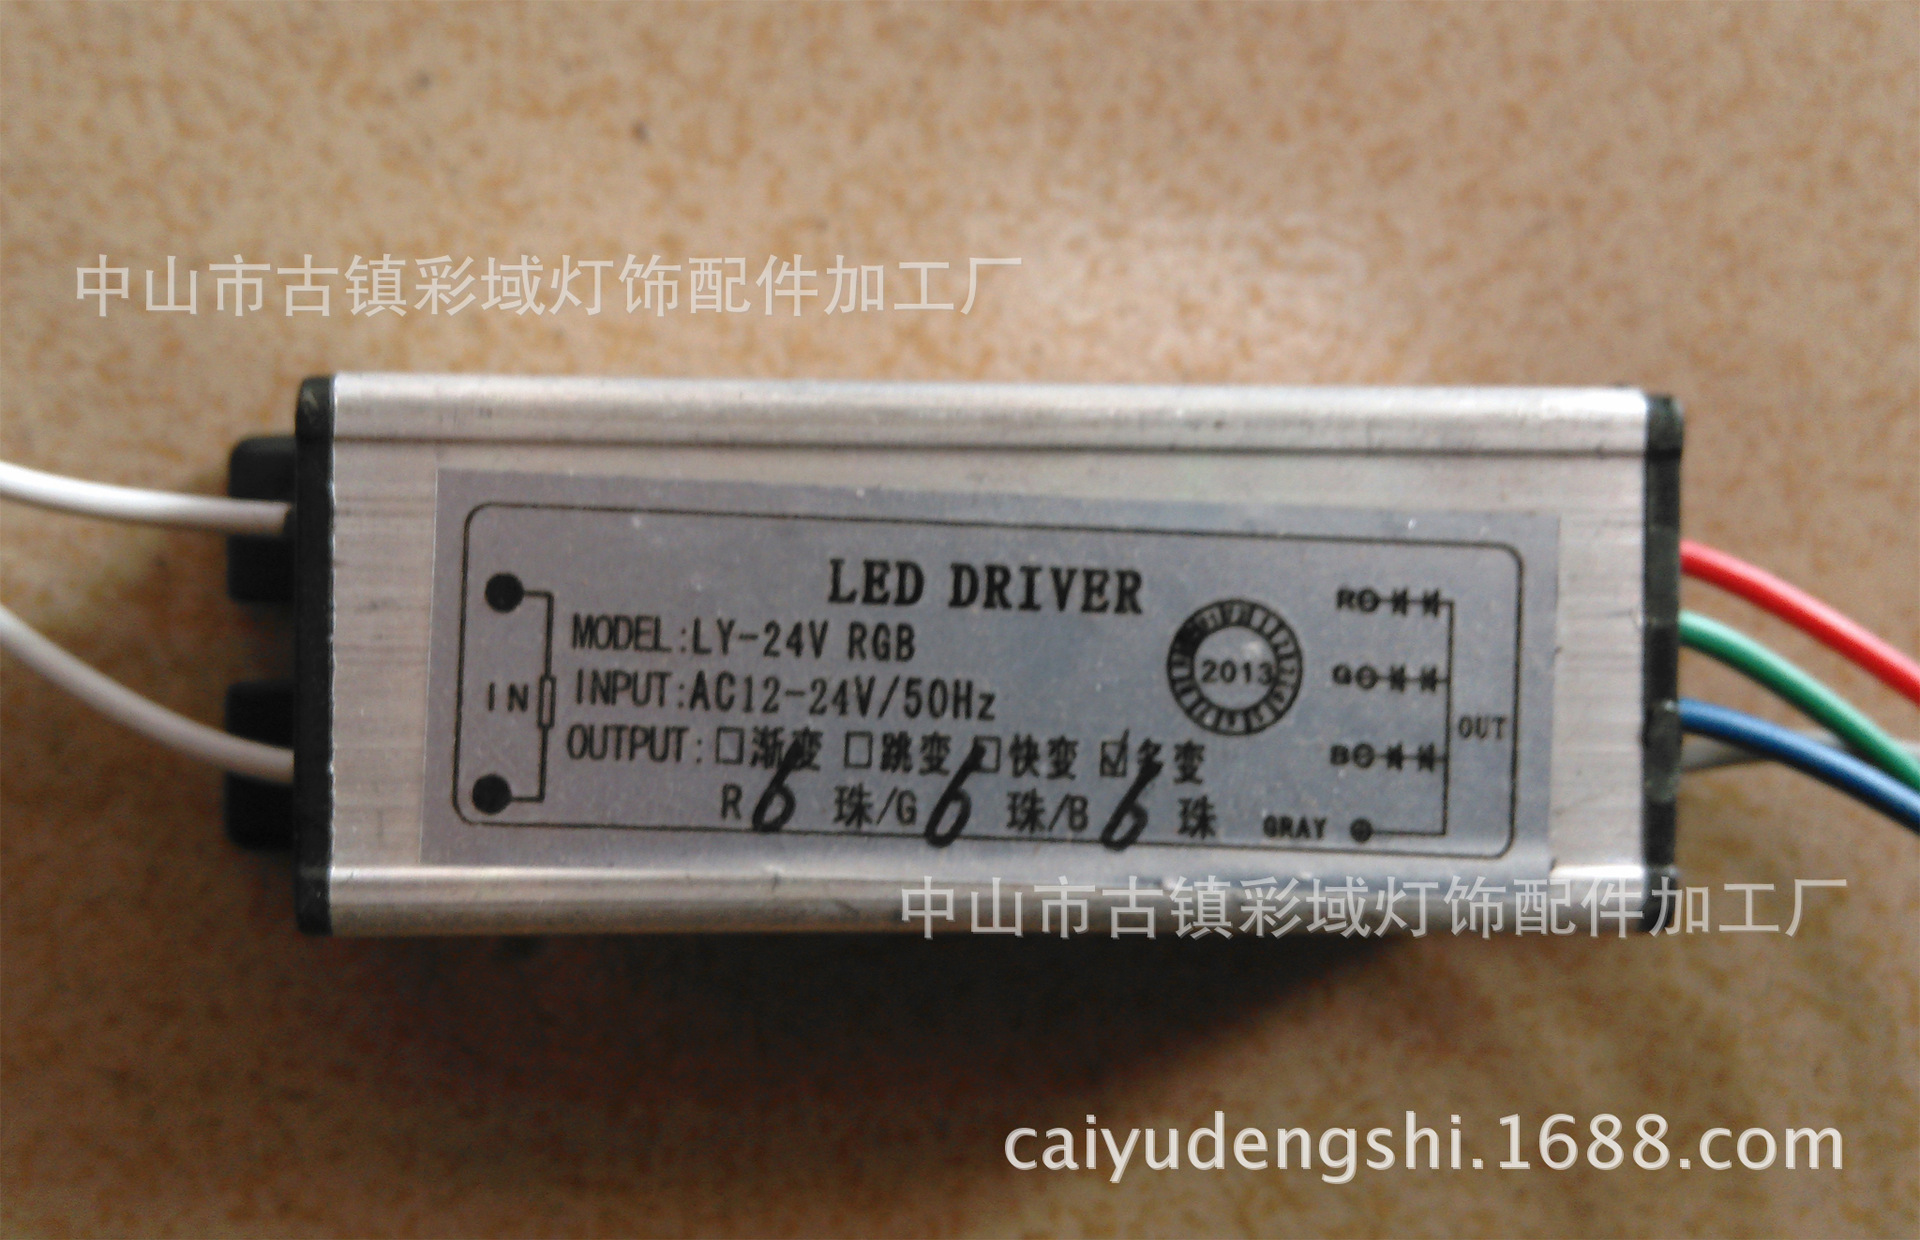 中山市古镇彩域灯饰配件加工厂
LED DRIVER
MODEL:LY-24V RGB
INPUT:AC12-24V/50Hz
OUTPUT:□渐变 □跳变 □快变 ☑多变
R 6 珠/G 6 珠/B 6 珠
IN
2013
R
G
B
OUT
GRAY
中山市古镇彩域灯饰配件加工厂
caiyudengshi.1688.com